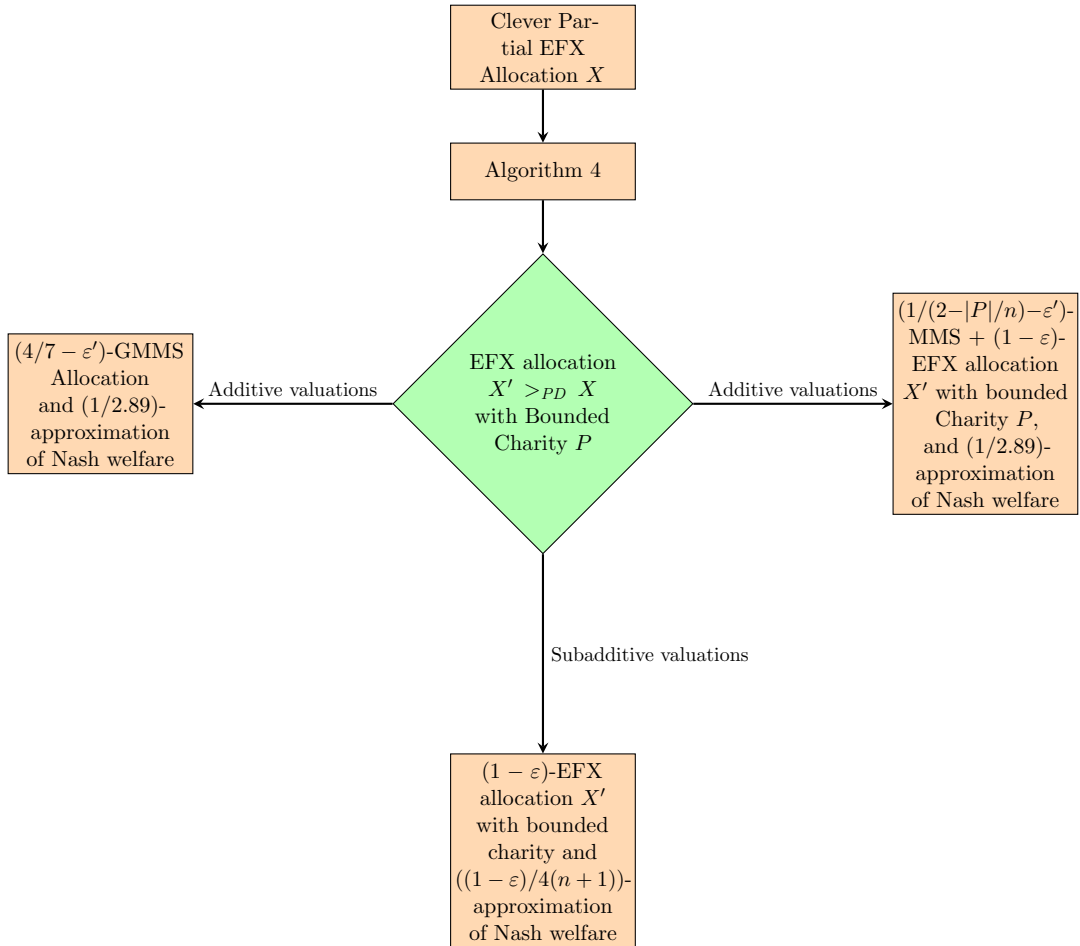 Clever Par-
tial EFX
Allocation X
Algorithm 4
EFX allocation
X′ >_PD X
with Bounded
Charity P
(4/7 − ε′)-GMMS
Allocation
and (1/2.89)-
approximation
of Nash welfare
Additive valuations
Additive valuations
(1/(2−|P|/n)−ε′)-
MMS + (1 − ε)-
EFX allocation
X′ with bounded
Charity P,
and (1/2.89)-
approximation
of Nash welfare
Subadditive valuations
(1 − ε)-EFX
allocation X′
with bounded
charity and
((1 − ε)/4(n + 1))-
approximation
of Nash welfare